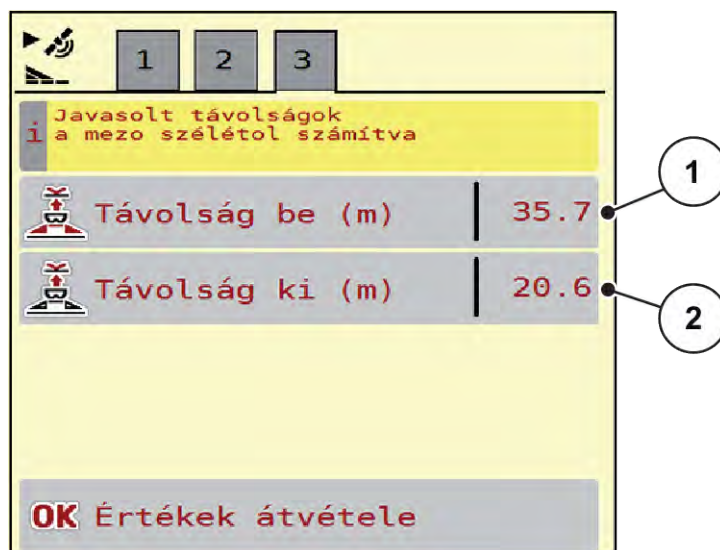 1 2 3
i Javasolt távolságok
a mezo szélétol számítva
Távolság be (m) 35.7
1
Távolság ki (m) 20.6
2
OK Értékek átvétele